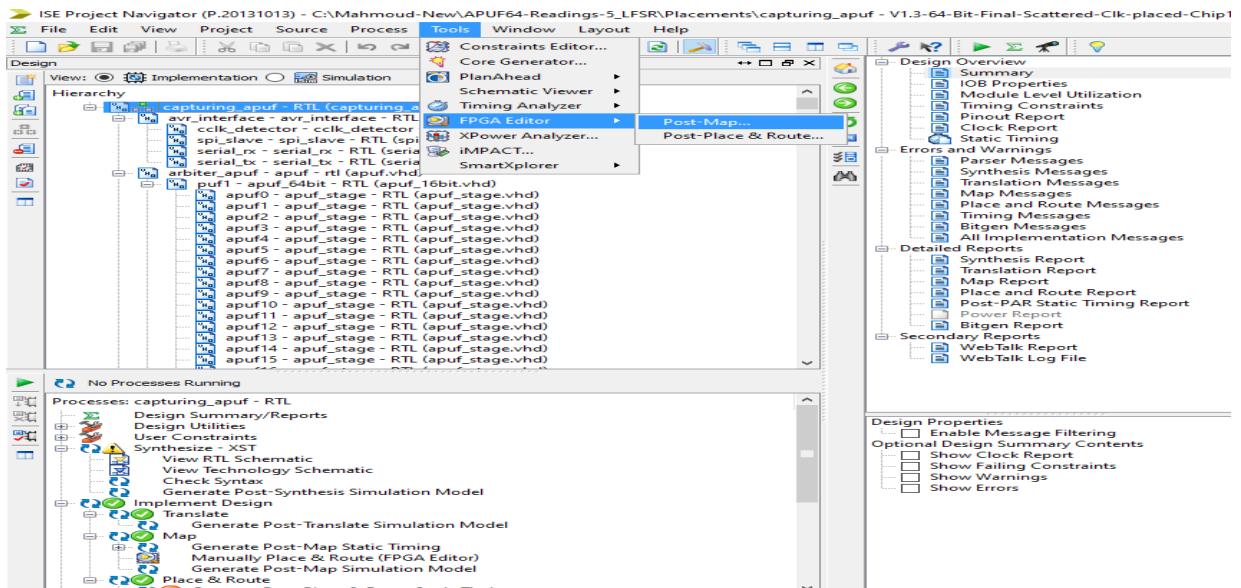 ISE Project Navigator (P.20131013) - C:\Mahmoud-New\APUF64-Readings-5_LFSR\Placements\capturing_apuf - V1.3-64-Bit-Final-Scattered-Clk-placed-Chip1
File Edit View Project Source Process Tools Window Layout Help
Design
View: Implementation Simulation
Hierarchy
capturing_apuf - RTL (capturing_a
avr_interface - avr_interface - RTL
cclk_detector - cclk_detector
spi_slave - spi_slave - RTL (spi
serial_rx - serial_rx - RTL (seria
serial_tx - serial_tx - RTL (seria
arbiter_apuf - apuf - rtl (apuf.vhd)
puf1 - apuf_64bit - RTL (apuf_16bit.vhd)
apuf0 - apuf_stage - RTL (apuf_stage.vhd)
apuf1 - apuf_stage - RTL (apuf_stage.vhd)
apuf2 - apuf_stage - RTL (apuf_stage.vhd)
apuf3 - apuf_stage - RTL (apuf_stage.vhd)
apuf4 - apuf_stage - RTL (apuf_stage.vhd)
apuf5 - apuf_stage - RTL (apuf_stage.vhd)
apuf6 - apuf_stage - RTL (apuf_stage.vhd)
apuf7 - apuf_stage - RTL (apuf_stage.vhd)
apuf8 - apuf_stage - RTL (apuf_stage.vhd)
apuf9 - apuf_stage - RTL (apuf_stage.vhd)
apuf10 - apuf_stage - RTL (apuf_stage.vhd)
apuf11 - apuf_stage - RTL (apuf_stage.vhd)
apuf12 - apuf_stage - RTL (apuf_stage.vhd)
apuf13 - apuf_stage - RTL (apuf_stage.vhd)
apuf14 - apuf_stage - RTL (apuf_stage.vhd)
apuf15 - apuf_stage - RTL (apuf_stage.vhd)
Constraints Editor...
Core Generator...
PlanAhead
Schematic Viewer
Timing Analyzer
FPGA Editor
XPower Analyzer...
iMPACT...
SmartXplorer
Post-Map...
Post-Place & Route...
No Processes Running
Processes: capturing_apuf - RTL
Design Summary/Reports
Design Utilities
User Constraints
Synthesize - XST
View RTL Schematic
View Technology Schematic
Check Syntax
Generate Post-Synthesis Simulation Model
Implement Design
Translate
Generate Post-Translate Simulation Model
Map
Generate Post-Map Static Timing
Manually Place & Route (FPGA Editor)
Generate Post-Map Simulation Model
Place & Route
Design Overview
Summary
IOB Properties
Module Level Utilization
Timing Constraints
Pinout Report
Clock Report
Static Timing
Errors and Warnings
Parser Messages
Synthesis Messages
Translation Messages
Map Messages
Place and Route Messages
Timing Messages
Bitgen Messages
All Implementation Messages
Detailed Reports
Synthesis Report
Translation Report
Map Report
Place and Route Report
Post-PAR Static Timing Report
Power Report
Bitgen Report
Secondary Reports
WebTalk Report
WebTalk Log File
Design Properties
Enable Message Filtering
Optional Design Summary Contents
Show Clock Report
Show Failing Constraints
Show Warnings
Show Errors